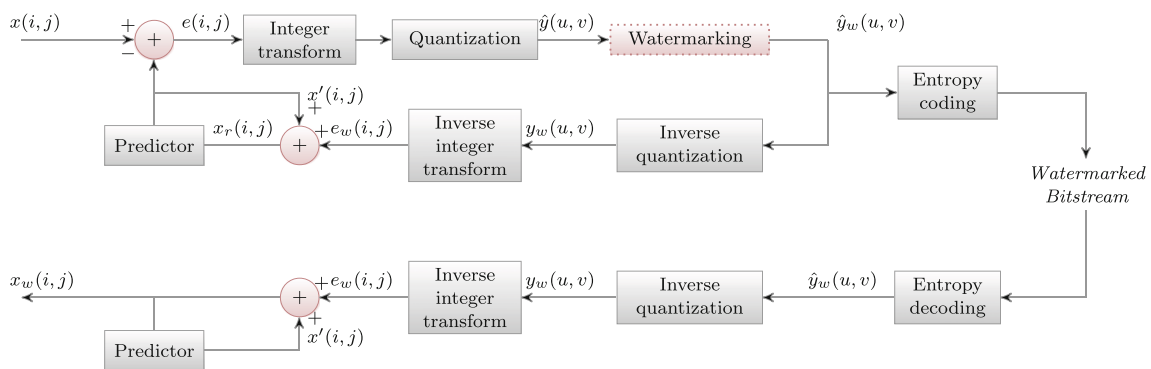 x(i, j)
+
−
+
e(i, j)
Integer
transform
Quantization
ŷ(u, v)
Watermarking
ŷ_w(u, v)
Entropy
coding
x′(i, j)
+
Predictor
x_r(i, j)
+
+
e_w(i, j)
Inverse
integer
transform
y_w(u, v)
Inverse
quantization
Watermarked
Bitstream
x_w(i, j)
+
+
e_w(i, j)
Inverse
integer
transform
y_w(u, v)
Inverse
quantization
ŷ_w(u, v)
Entropy
decoding
+
x′(i, j)
Predictor